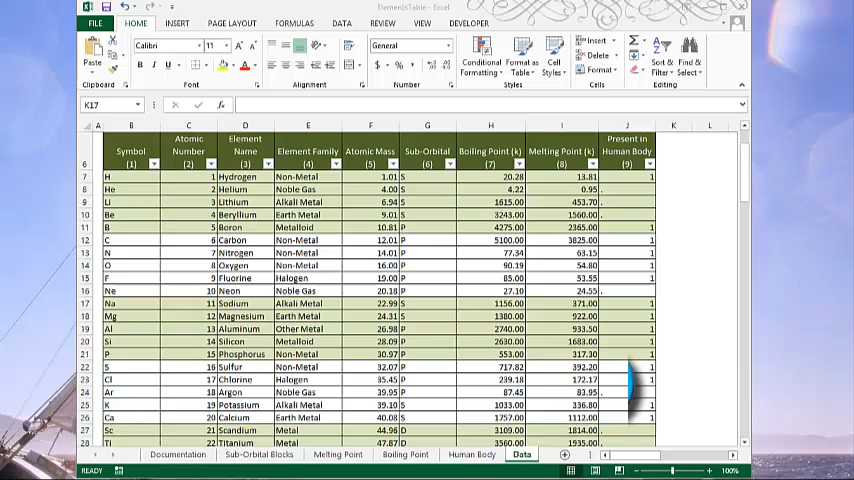 ElementsTable - Excel
FILE HOME INSERT PAGE LAYOUT FORMULAS DATA REVIEW VIEW DEVELOPER
Paste
Calibri 11
B I U
General
$ % ,
Conditional Formatting
Format as Table
Cell Styles
Insert
Delete
Format
Sort & Filter
Find & Select
Clipboard Font Alignment Number Styles Cells Editing
K17 fx
A B C D E F G H I J K L
6 Symbol (1) Atomic Number (2) Element Name (3) Element Family (4) Atomic Mass (5) Sub-Orbital (6) Boiling Point (k) (7) Melting Point (k) (8) Present in Human Body (9)
7 H 1 Hydrogen Non-Metal 1.01 S 20.28 13.81 1
8 He 2 Helium Noble Gas 4.00 S 4.22 0.95 .
9 Li 3 Lithium Alkali Metal 6.94 S 1615.00 453.70 .
10 Be 4 Beryllium Earth Metal 9.01 S 3243.00 1560.00 .
11 B 5 Boron Metalloid 10.81 P 4275.00 2365.00 1
12 C 6 Carbon Non-Metal 12.01 P 5100.00 3825.00 1
13 N 7 Nitrogen Non-Metal 14.01 P 77.34 63.15 1
14 O 8 Oxygen Non-Metal 16.00 P 90.19 54.80 1
15 F 9 Fluorine Halogen 19.00 P 85.00 53.55 1
16 Ne 10 Neon Noble Gas 20.18 P 27.10 24.55 .
17 Na 11 Sodium Alkali Metal 22.99 S 1156.00 371.00 1
18 Mg 12 Magnesium Earth Metal 24.31 S 1380.00 922.00 1
19 Al 13 Aluminum Other Metal 26.98 P 2740.00 933.50 1
20 Si 14 Silicon Metalloid 28.09 P 2630.00 1683.00 1
21 P 15 Phosphorus Non-Metal 30.97 P 553.00 317.30 1
22 S 16 Sulfur Non-Metal 32.07 P 717.82 392.20 1
23 Cl 17 Chlorine Halogen 35.45 P 239.18 172.17 1
24 Ar 18 Argon Noble Gas 39.95 P 87.45 83.95 .
25 K 19 Potassium Alkali Metal 39.10 S 1033.00 336.80 1
26 Ca 20 Calcium Earth Metal 40.08 S 1757.00 1112.00 1
27 Sc 21 Scandium Metal 44.96 D 3109.00 1814.00 .
28 Ti 22 Titanium Metal 47.87 D 3560.00 1935.00 .
Documentation Sub-Orbital Blocks Melting Point Boiling Point Human Body Data
READY 100%